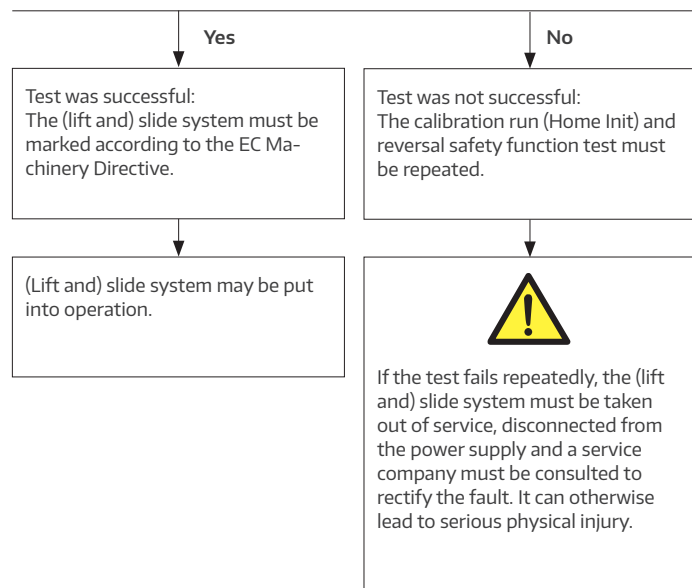 Yes
Test was successful:
The (lift and) slide system must be
marked according to the EC Ma-
chinery Directive.
(Lift and) slide system may be put
into operation.
No
Test was not successful:
The calibration run (Home Init) and
reversal safety function test must
be repeated.
If the test fails repeatedly, the (lift
and) slide system must be taken
out of service, disconnected from
the power supply and a service
company must be consulted to
rectify the fault. It can otherwise
lead to serious physical injury.